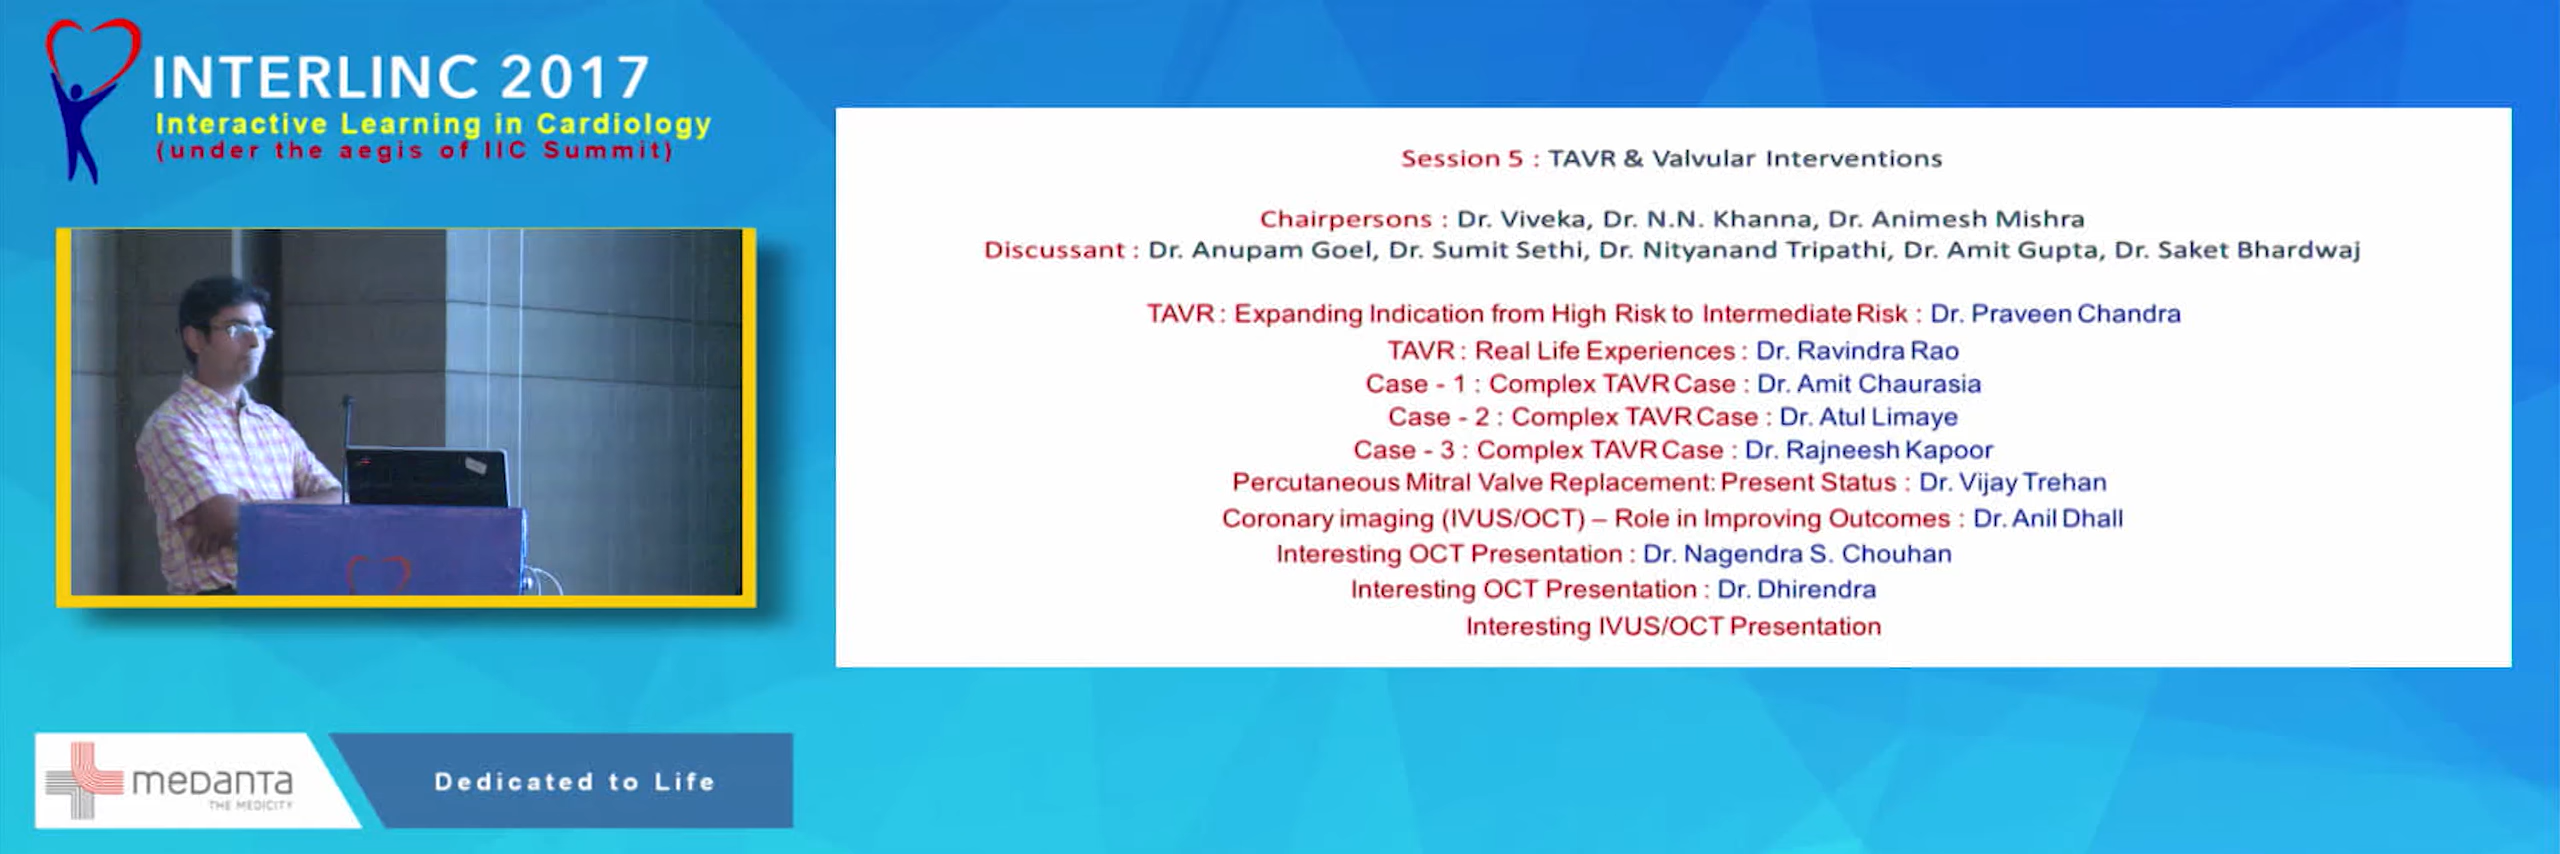 INTERLINC 2017
Interactive Learning in Cardiology
(under the aegis of IIC Summit)
Session 5 : TAVR & Valvular Interventions
Chairpersons : Dr. Viveka, Dr. N.N. Khanna, Dr. Animesh Mishra
Discussant : Dr. Anupam Goel, Dr. Sumit Sethi, Dr. Nityanand Tripathi, Dr. Amit Gupta, Dr. Saket Bhardwaj
TAVR : Expanding Indication from High Risk to Intermediate Risk : Dr. Praveen Chandra
TAVR : Real Life Experiences : Dr. Ravindra Rao
Case - 1 : Complex TAVR Case : Dr. Amit Chaurasia
Case - 2 : Complex TAVR Case : Dr. Atul Limaye
Case - 3 : Complex TAVR Case : Dr. Rajneesh Kapoor
Percutaneous Mitral Valve Replacement: Present Status : Dr. Vijay Trehan
Coronary imaging (IVUS/OCT) – Role in Improving Outcomes : Dr. Anil Dhall
Interesting OCT Presentation : Dr. Nagendra S. Chouhan
Interesting OCT Presentation : Dr. Dhirendra
Interesting IVUS/OCT Presentation
medanta
THE MEDICITY
Dedicated to Life